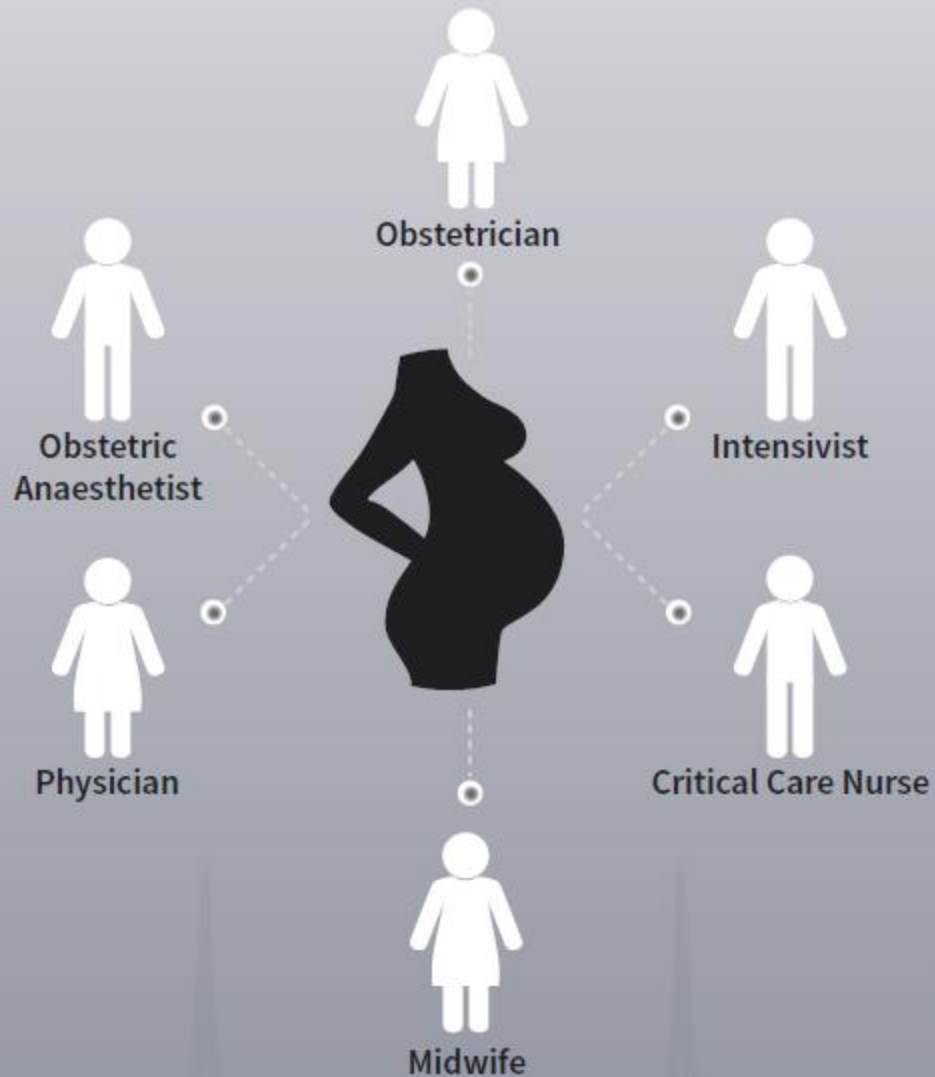 Obstetrician
Obstetric
Anaesthetist
Intensivist
Physician
Critical Care Nurse
Midwife